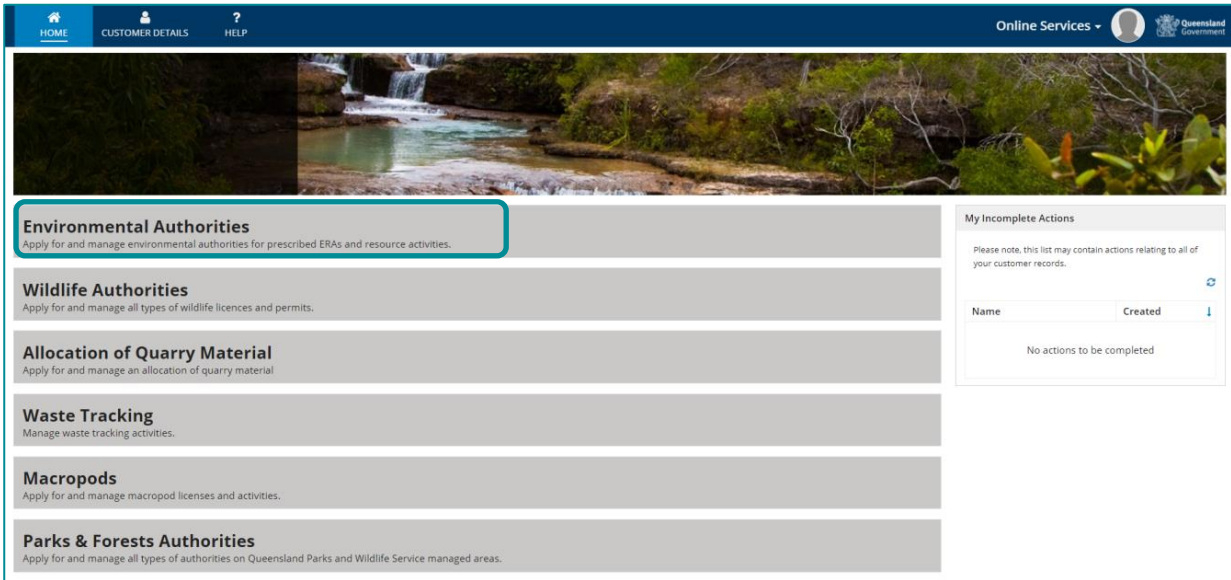 HOME
CUSTOMER DETAILS
?
HELP
Online Services
Queensland
Government
Environmental Authorities
Apply for and manage environmental authorities for prescribed ERAs and resource activities.
Wildlife Authorities
Apply for and manage all types of wildlife licences and permits.
Allocation of Quarry Material
Apply for and manage an allocation of quarry material
Waste Tracking
Manage waste tracking activities.
Macropods
Apply for and manage macropod licenses and activities.
Parks & Forests Authorities
Apply for and manage all types of authorities on Queensland Parks and Wildlife Service managed areas.
My Incomplete Actions
Please note, this list may contain actions relating to all of
your customer records.
Name Created
No actions to be completed